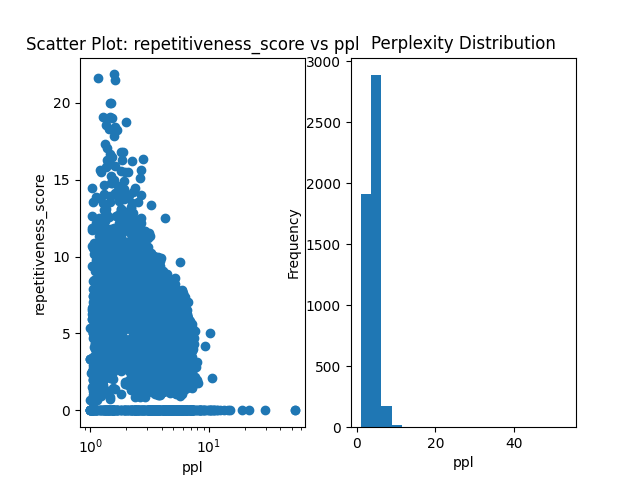 Scatter Plot: repetitiveness_score vs ppl
repetitiveness_score
20
15
10
5
0
10⁰
10¹
ppl
Perplexity Distribution
Frequency
3000
2500
2000
1500
1000
500
0
0
20
40
ppl